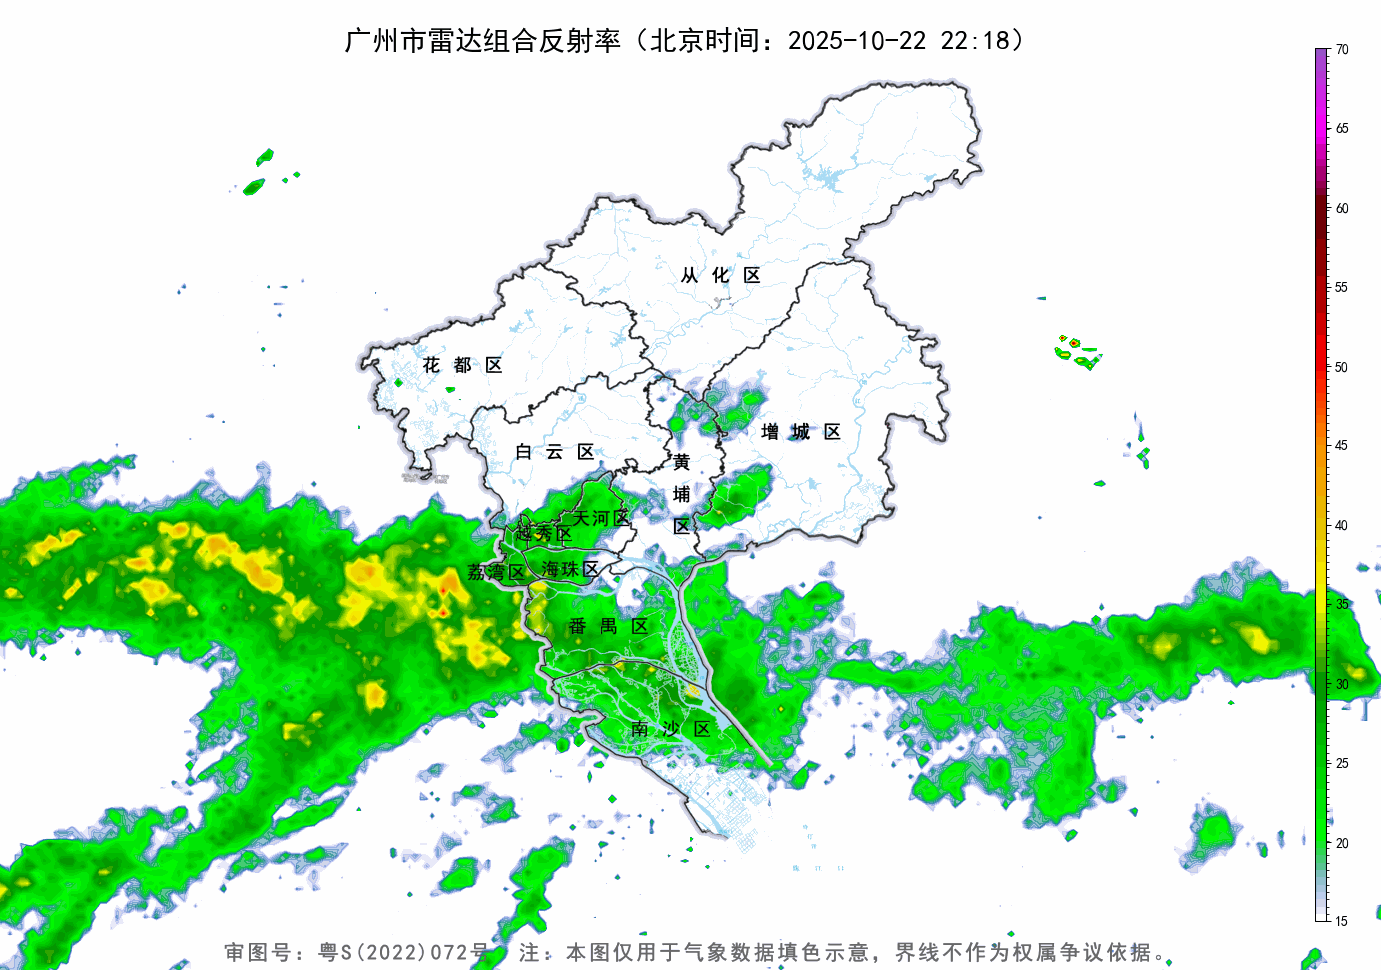 广州市雷达组合反射率（北京时间：2025-10-22 22:18）
70
65
60
55
50
45
40
35
30
25
20
15
从化区
花都区
增城区
白云区
黄埔区
天河区
越秀区
海珠区
荔湾区
番禺区
南沙区
审图号：粤S(2022)072号 注：本图仅用于气象数据填色示意，界线不作为权属争议依据。